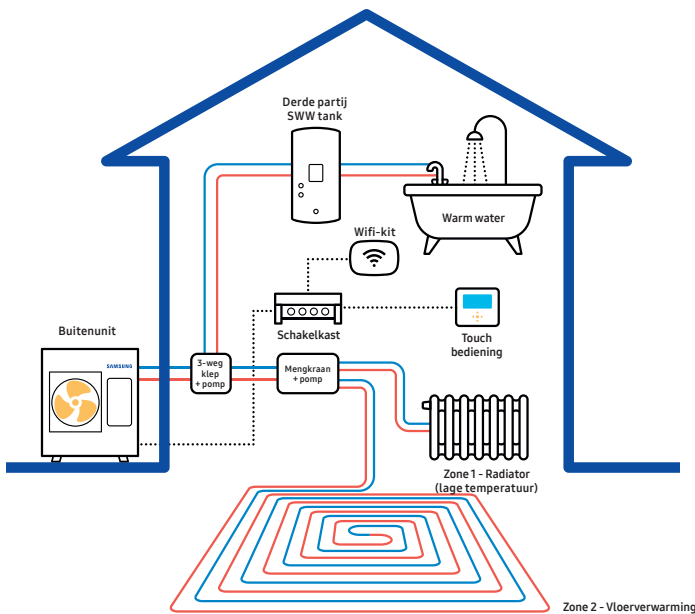 Derde partij
SWW tank
Warm water
Wifi-kit
Schakelkast
Touch
bediening
Buitenunit
SAMSUNG
3-weg
klep
+ pomp
Mengkraan
+ pomp
Zone 1 - Radiator
(lage temperatuur)
Zone 2 - Vloerverwarming